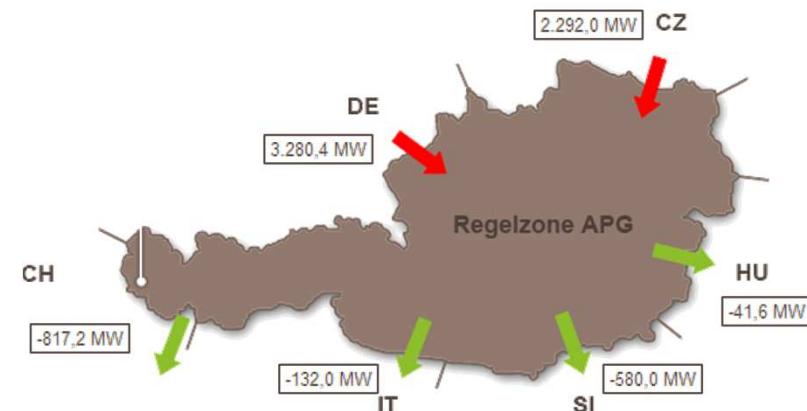 2.292,0 MW CZ
DE
3.280,4 MW
Regelzone APG
CH
HU
-41,6 MW
-817,2 MW
-132,0 MW
-580,0 MW
IT
SI